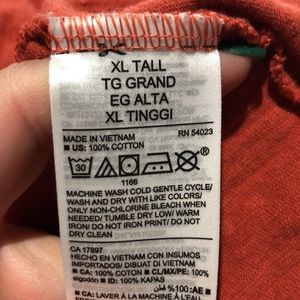 XL TALL
TG GRAND
EG ALTA
XL TINGGI
MADE IN VIETNAM RN 54023
■ US: 100% COTTON
30
1166
MACHINE WASH COLD GENTLE CYCLE/
WASH AND DRY WITH LIKE COLORS/
ONLY NON-CHLORINE BLEACH WHEN
NEEDED/ TUMBLE DRY LOW/ WARM
IRON/ DO NOT IRON PRINT/ DO NOT
DRY CLEAN
CA 17897
HECHO EN VIETNAM CON INSUMOS
IMPORTADOS/ DIBUAT DI VIETNAM
■ CA: 100% COTON ■ CL/MX/PE: 100%
algodón ■ ID: 100% KAPAS
■ AE: 100%
■ CA: LAVER À LA MACHINE À L'EAU